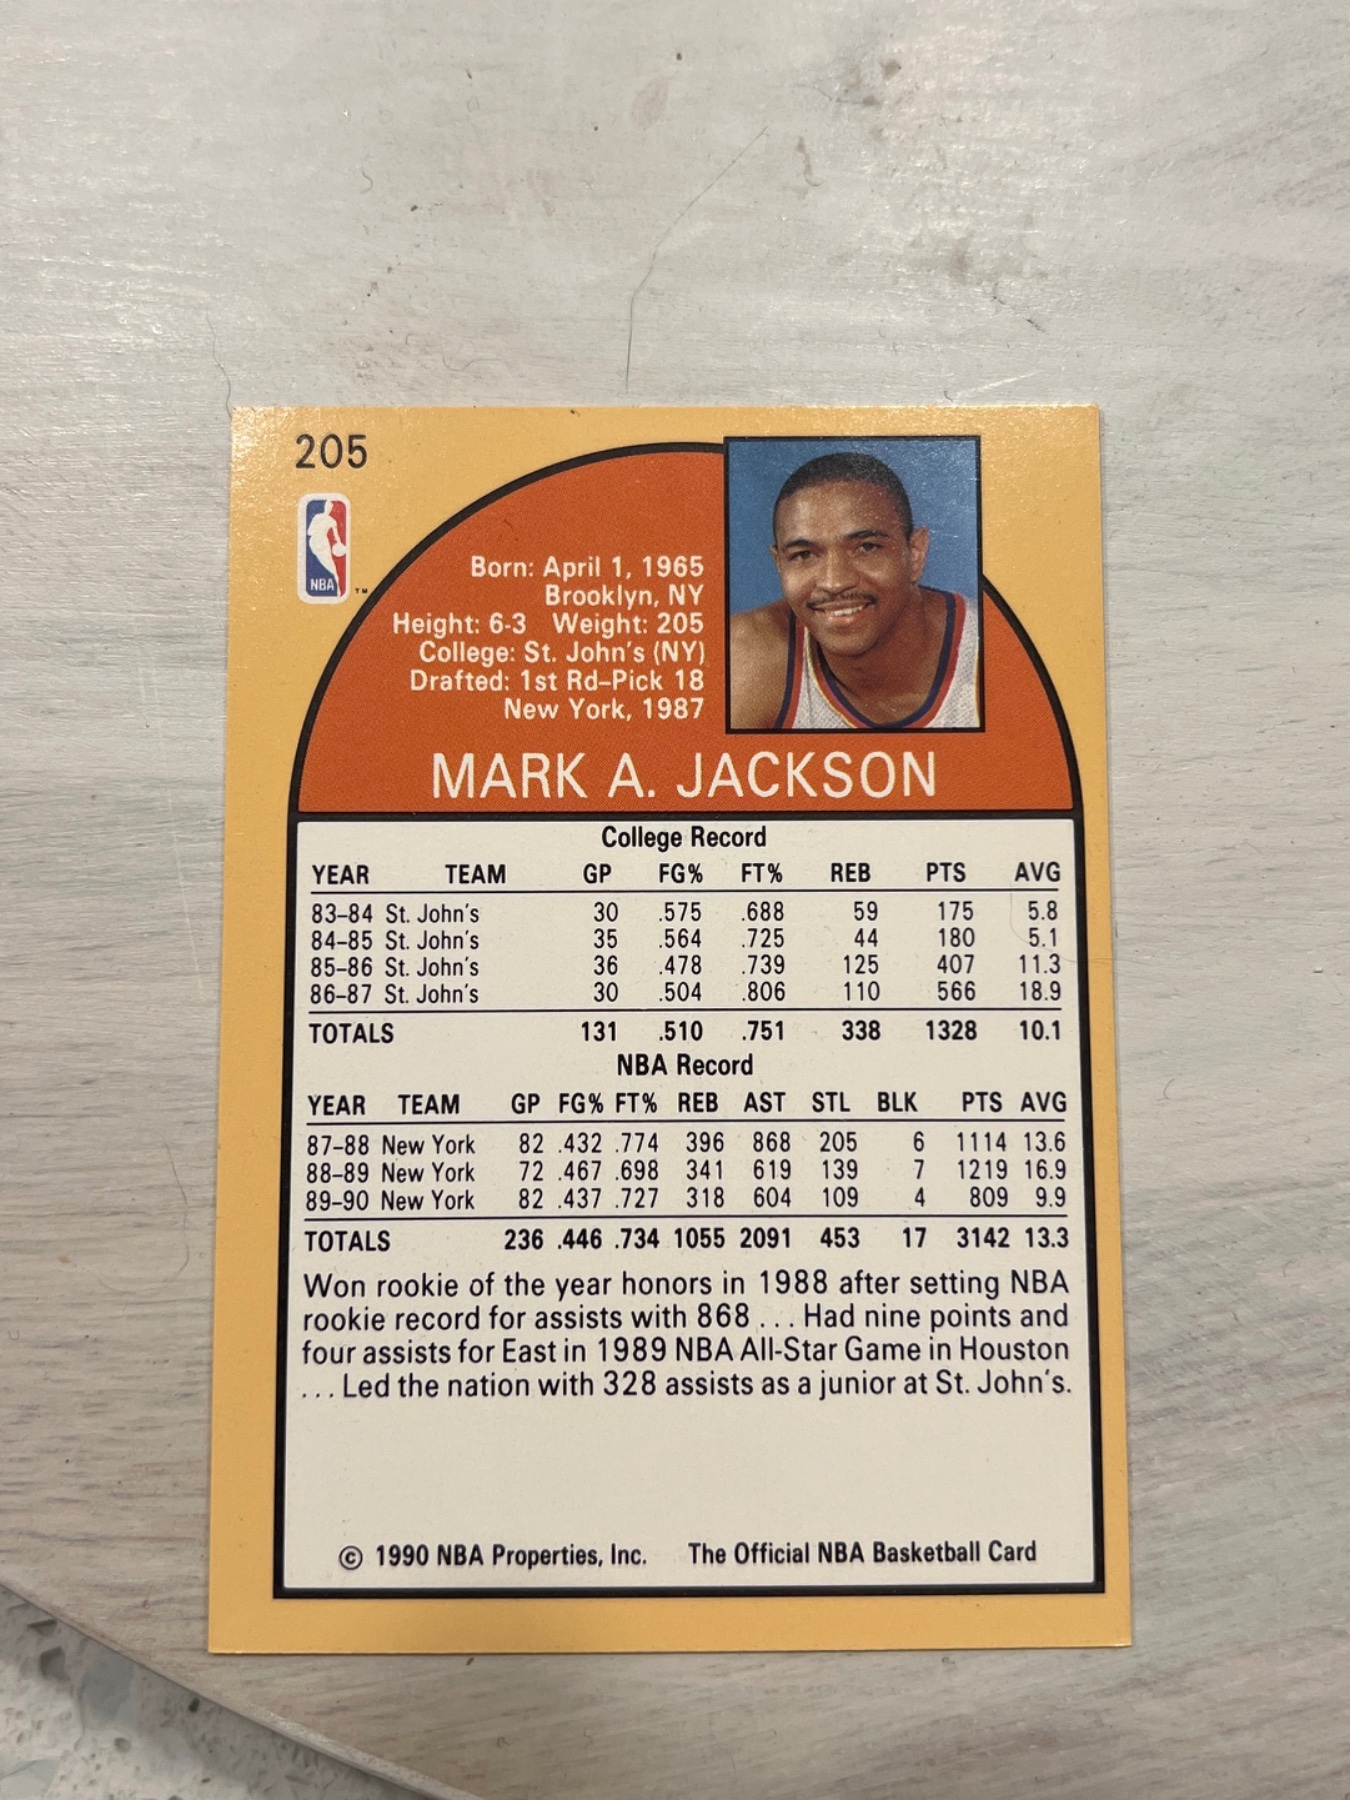 205
NBA
TM
Born: April 1, 1965
Brooklyn, NY
Height: 6-3 Weight: 205
College: St. John's (NY)
Drafted: 1st Rd–Pick 18
New York, 1987
MARK A. JACKSON
College Record
YEAR TEAM GP FG% FT% REB PTS AVG
83–84 St. John's 30 .575 .688 59 175 5.8
84–85 St. John's 35 .564 .725 44 180 5.1
85–86 St. John's 36 .478 .739 125 407 11.3
86–87 St. John's 30 .504 .806 110 566 18.9
TOTALS 131 .510 .751 338 1328 10.1
NBA Record
YEAR TEAM GP FG% FT% REB AST STL BLK PTS AVG
87–88 New York 82 .432 .774 396 868 205 6 1114 13.6
88–89 New York 72 .467 .698 341 619 139 7 1219 16.9
89–90 New York 82 .437 .727 318 604 109 4 809 9.9
TOTALS 236 .446 .734 1055 2091 453 17 3142 13.3
Won rookie of the year honors in 1988 after setting NBA
rookie record for assists with 868 . . . Had nine points and
four assists for East in 1989 NBA All-Star Game in Houston
. . . Led the nation with 328 assists as a junior at St. John's.
© 1990 NBA Properties, Inc. The Official NBA Basketball Card